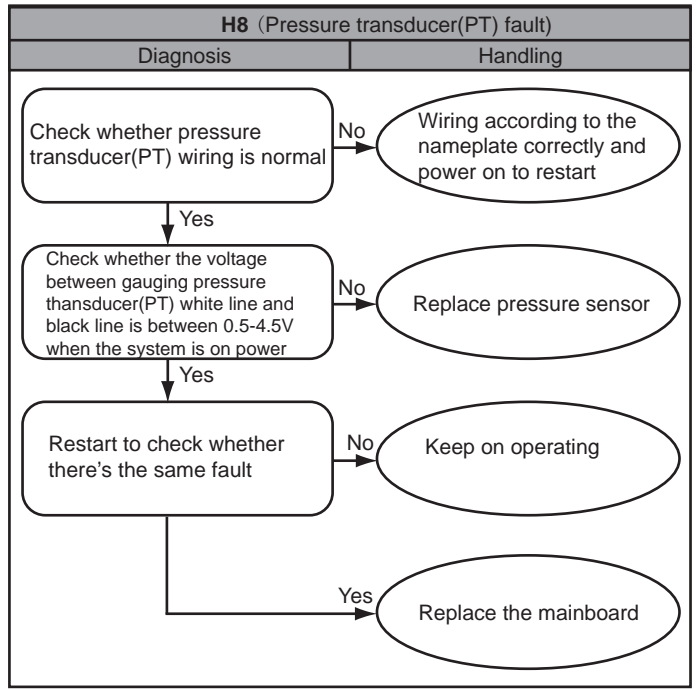 H8（Pressure transducer(PT) fault)
Diagnosis
Handling
Check whether pressure
transducer(PT) wiring is normal
No
Wiring according to the
nameplate correctly and
power on to restart
Yes
Check whether the voltage
between gauging pressure
thansducer(PT) white line and
black line is between 0.5-4.5V
when the system is on power
No
Replace pressure sensor
Yes
Restart to check whether
there's the same fault
No
Keep on operating
Yes
Replace the mainboard